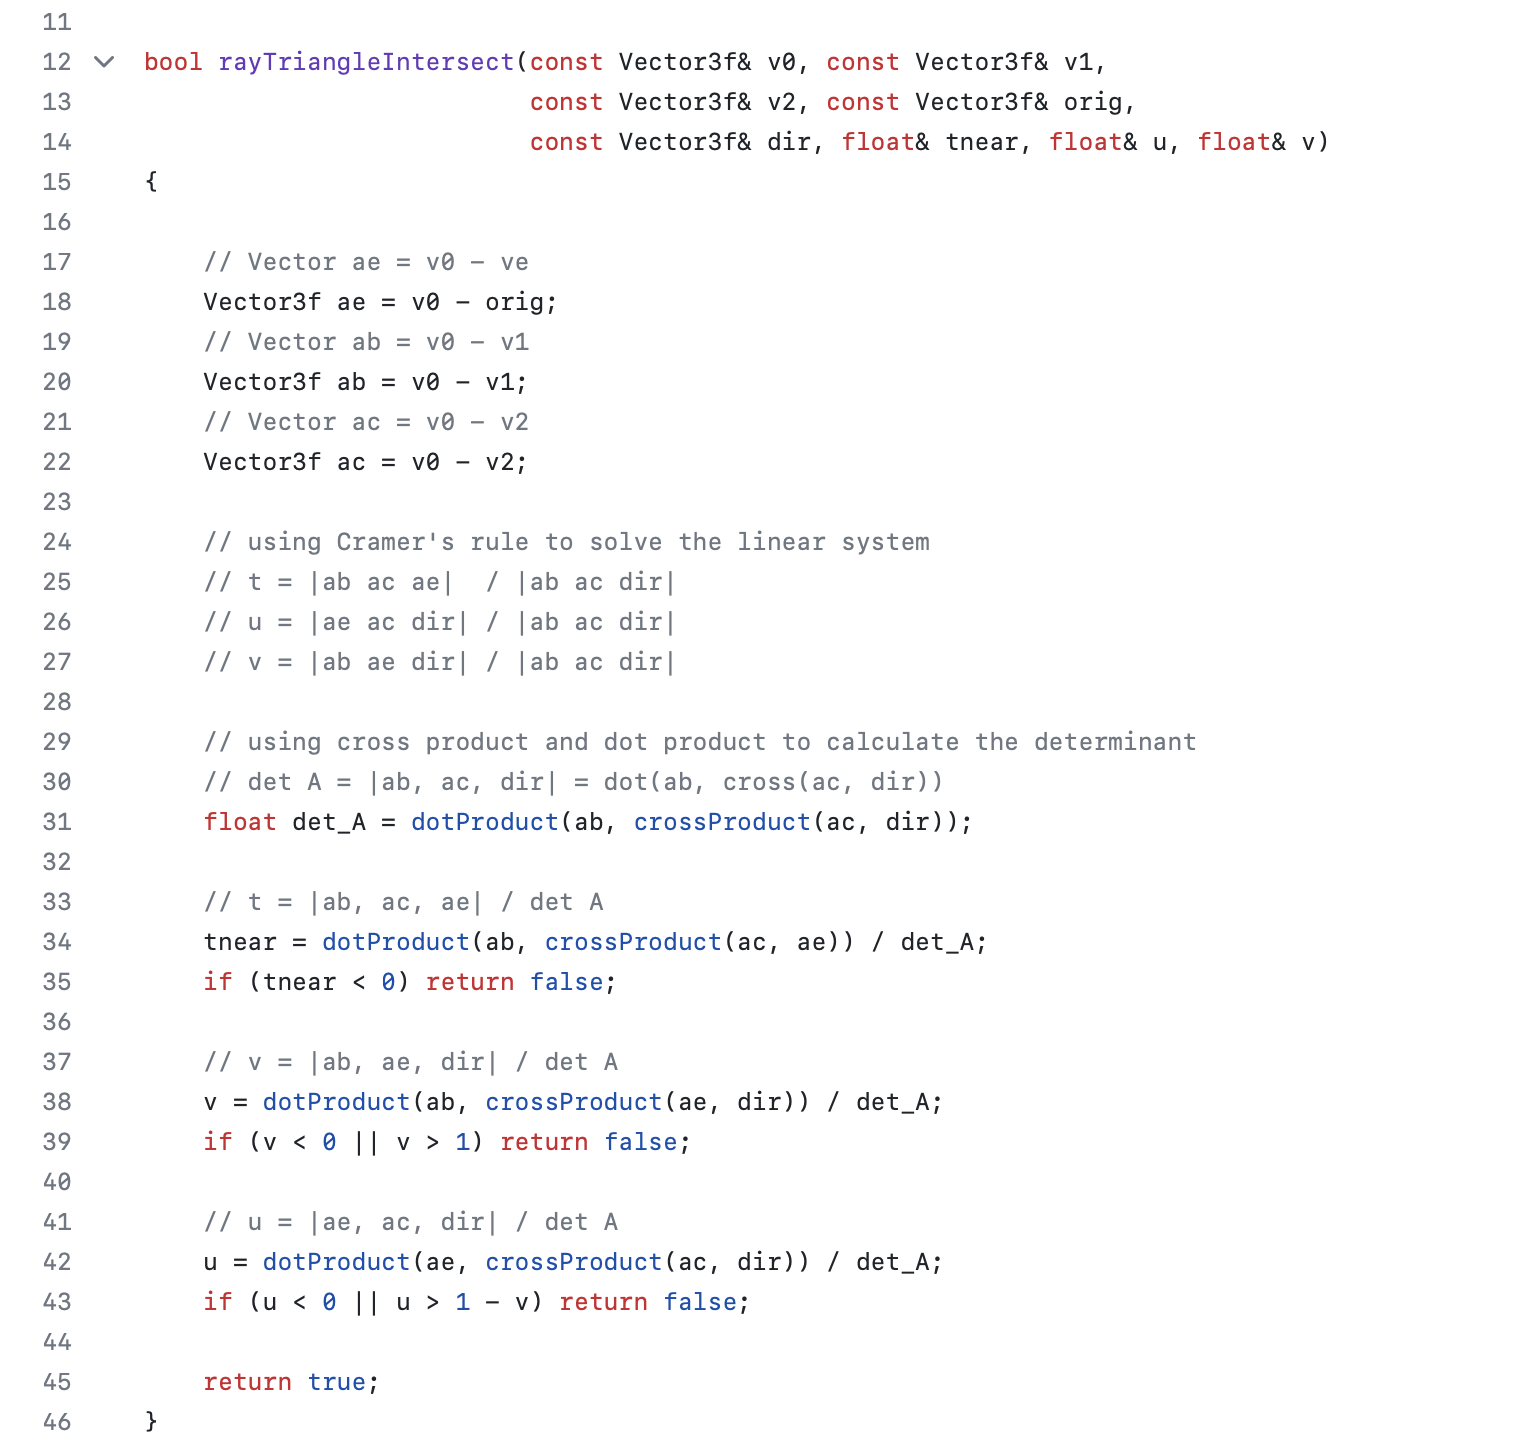 11
12 bool rayTriangleIntersect(const Vector3f& v0, const Vector3f& v1,
13                           const Vector3f& v2, const Vector3f& orig,
14                           const Vector3f& dir, float& tnear, float& u, float& v)
15 {
16
17     // Vector ae = v0 - ve
18     Vector3f ae = v0 - orig;
19     // Vector ab = v0 - v1
20     Vector3f ab = v0 - v1;
21     // Vector ac = v0 - v2
22     Vector3f ac = v0 - v2;
23
24     // using Cramer's rule to solve the linear system
25     // t = |ab ac ae|  / |ab ac dir|
26     // u = |ae ac dir| / |ab ac dir|
27     // v = |ab ae dir| / |ab ac dir|
28
29     // using cross product and dot product to calculate the determinant
30     // det A = |ab, ac, dir| = dot(ab, cross(ac, dir))
31     float det_A = dotProduct(ab, crossProduct(ac, dir));
32
33     // t = |ab, ac, ae| / det A
34     tnear = dotProduct(ab, crossProduct(ac, ae)) / det_A;
35     if (tnear < 0) return false;
36
37     // v = |ab, ae, dir| / det A
38     v = dotProduct(ab, crossProduct(ae, dir)) / det_A;
39     if (v < 0 || v > 1) return false;
40
41     // u = |ae, ac, dir| / det A
42     u = dotProduct(ae, crossProduct(ac, dir)) / det_A;
43     if (u < 0 || u > 1 - v) return false;
44
45     return true;
46 }